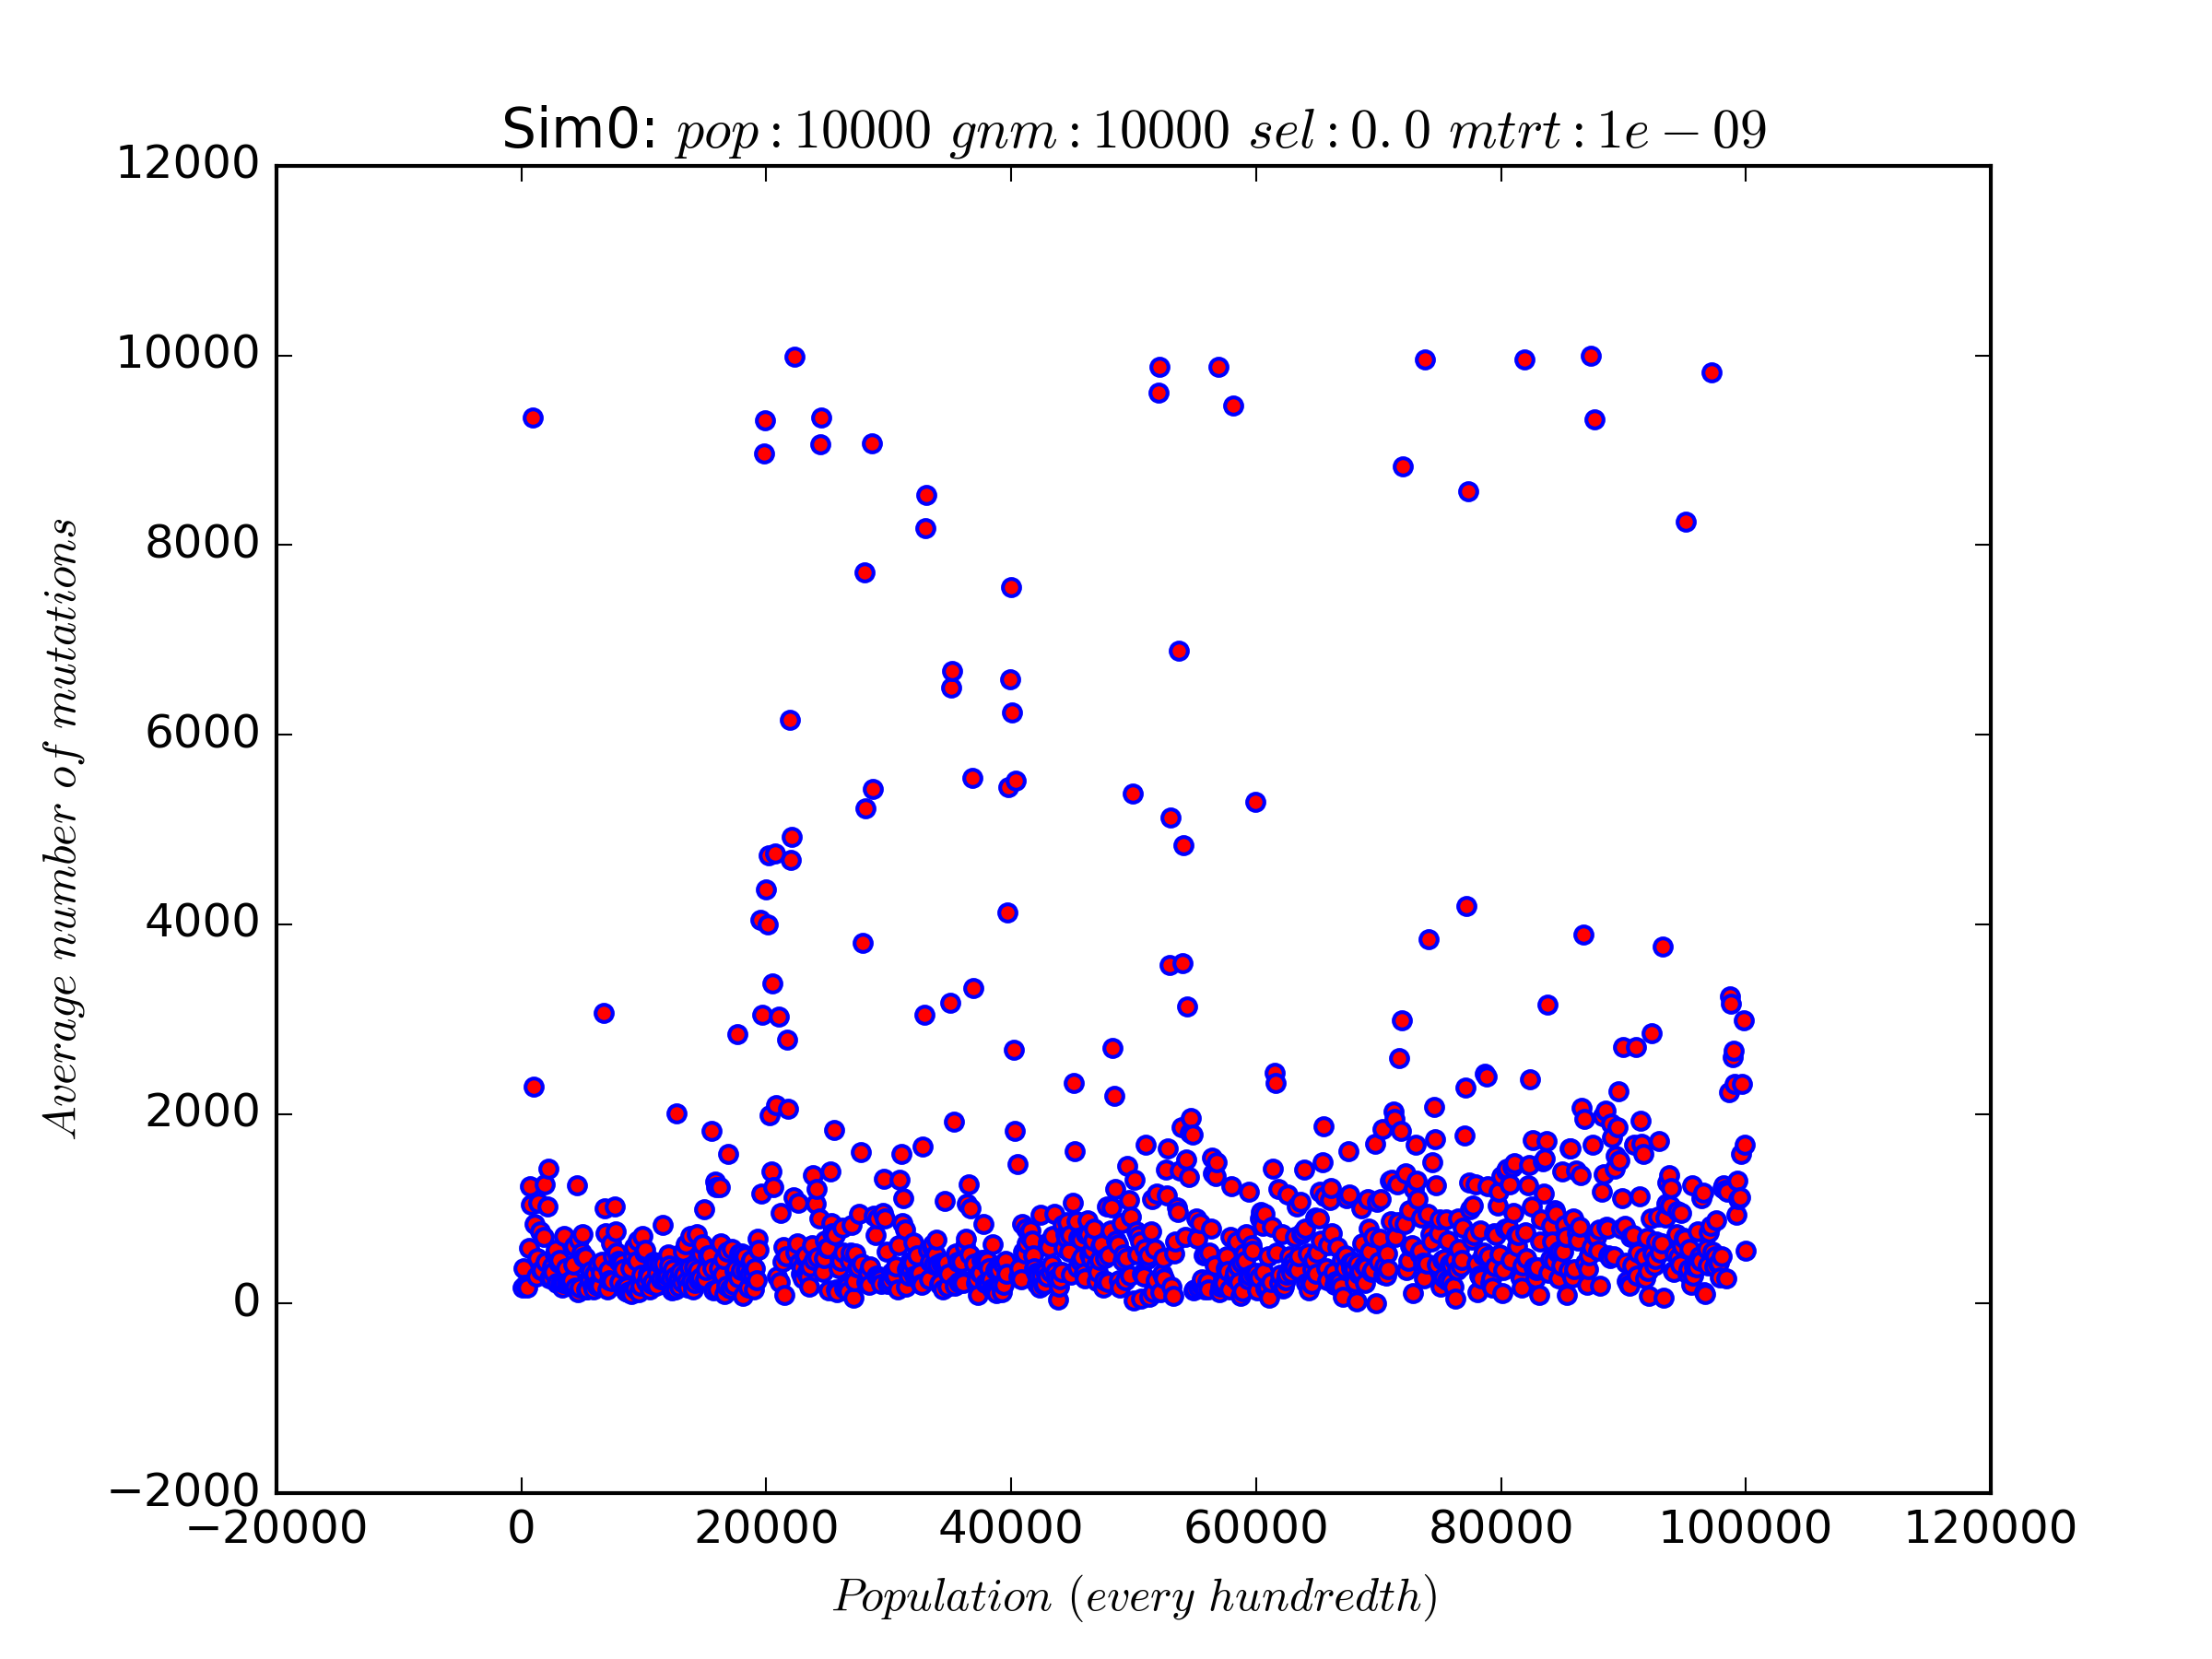 Sim0: pop : 10000 gnm : 10000 sel : 0.0 mtrt : 1e − 09
12000
10000
8000
6000
4000
2000
0
−2000
Average number of mutations
−20000 0 20000 40000 60000 80000 100000 120000
Population (every hundredth)